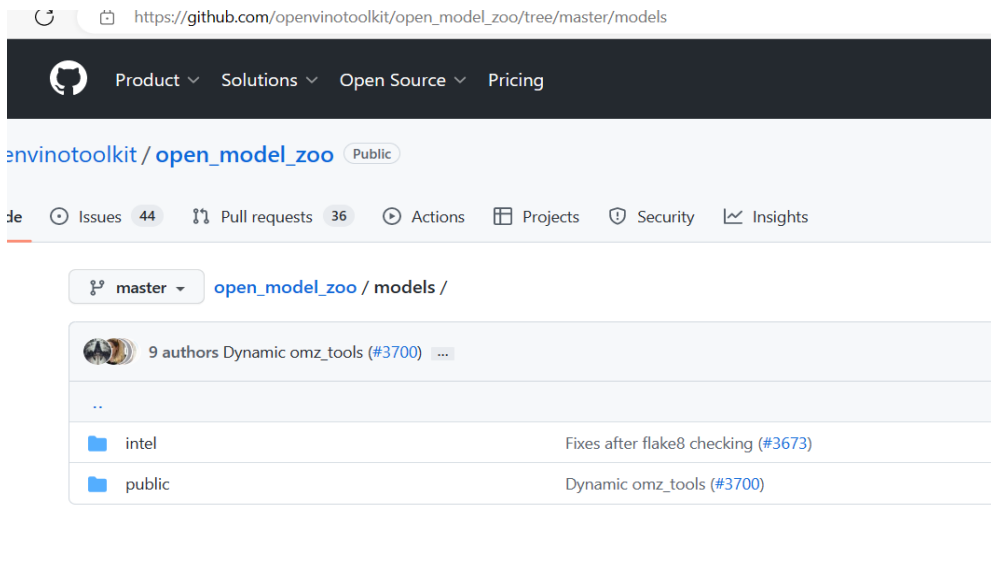 https://github.com/openvinotoolkit/open_model_zoo/tree/master/models
Product Solutions Open Source Pricing
envinotoolkit / open_model_zoo Public
de Issues 44 Pull requests 36 Actions Projects Security Insights
master open_model_zoo / models /
9 authors Dynamic omz_tools (#3700) ...
..
intel Fixes after flake8 checking (#3673)
public Dynamic omz_tools (#3700)